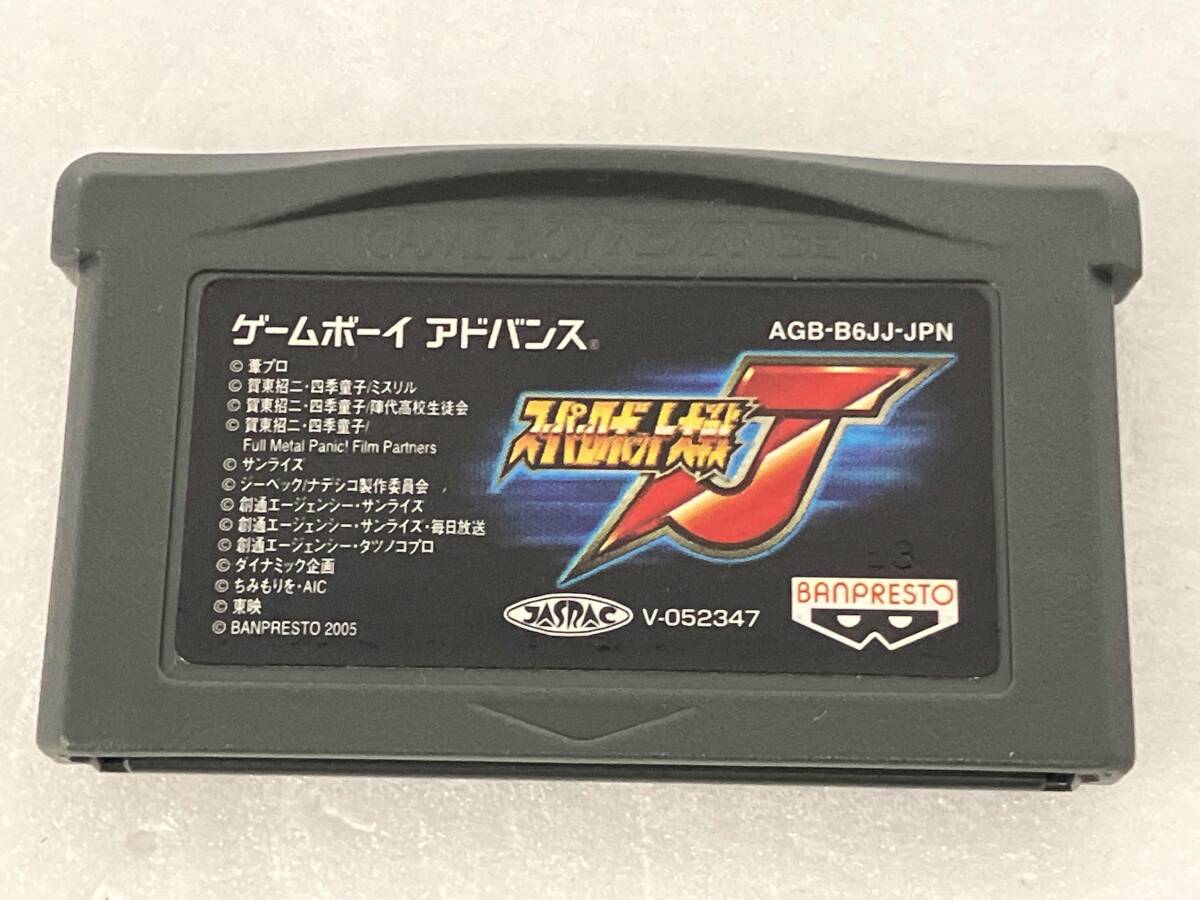 GAME BOY ADVANCE
ゲームボーイ アドバンス®
AGB-B6JJ-JPN
© 葦プロ
© 賀東招二・四季童子/ミスリル
© 賀東招二・四季童子/陣代高校生徒会
© 賀東招二・四季童子/
Full Metal Panic! Film Partners
© サンライズ
© ジーベック/ナデシコ製作委員会
© 創通エージェンシー・サンライズ
© 創通エージェンシー・サンライズ・毎日放送
© 創通エージェンシー・タツノコプロ
© ダイナミック企画
© ちみもりを・AIC
© 東映
© BANPRESTO 2005
スーパーロボット大戦
J
JASRAC
V-052347
BANPRESTO